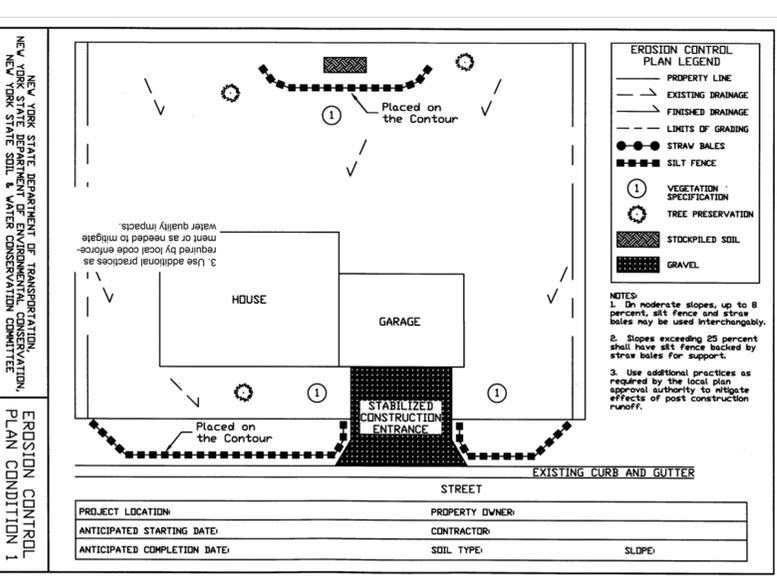 NEW YORK STATE DEPARTMENT OF TRANSPORTATION,
NEW YORK STATE DEPARTMENT OF ENVIRONMENTAL CONSERVATION,
NEW YORK STATE SOIL & WATER CONSERVATION COMMITTEE
EROSION CONTROL
PLAN CONDITION 1
Placed on
the Contour
1
3. Use additional practices as
required by local code enforce-
ment or as needed to mitigate
water quality impacts.
HOUSE
GARAGE
1
1
STABILIZED
CONSTRUCTION
ENTRANCE
Placed on
the Contour
EXISTING CURB AND GUTTER
STREET
EROSION CONTROL
PLAN LEGEND
PROPERTY LINE
EXISTING DRAINAGE
FINISHED DRAINAGE
LIMITS OF GRADING
STRAW BALES
SILT FENCE
1
VEGETATION
SPECIFICATION
TREE PRESERVATION
STOCKPILED SOIL
GRAVEL
NOTES:
1. On moderate slopes, up to 8
percent, silt fence and straw
bales may be used interchangably.
2. Slopes exceeding 25 percent
shall have silt fence backed by
straw bales for support.
3. Use additional practices as
required by the local plan
approval authority to mitigate
effects of post construction
runoff.
PROJECT LOCATION: PROPERTY OWNER:
ANTICIPATED STARTING DATE: CONTRACTOR:
ANTICIPATED COMPLETION DATE: SOIL TYPE: SLOPE: